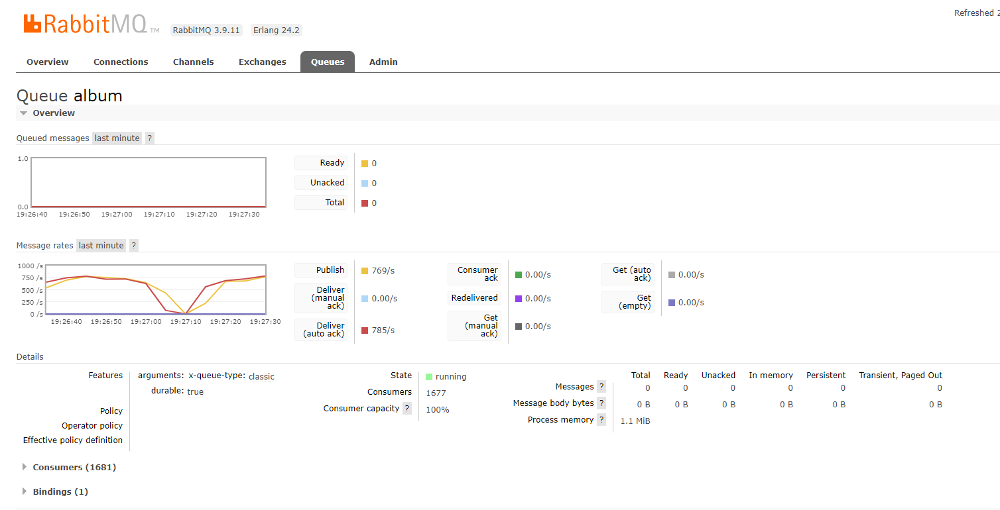 RabbitMQ TM RabbitMQ 3.9.11 Erlang 24.2
Refreshed 2
Overview Connections Channels Exchanges Queues Admin
Queue album
Overview
Queued messages last minute ?
1.0
0.0
19:26:40 19:26:50 19:27:00 19:27:10 19:27:20 19:27:30
Ready 0
Unacked 0
Total 0
Message rates last minute ?
1000 /s
750 /s
500 /s
250 /s
0 /s
19:26:40 19:26:50 19:27:00 19:27:10 19:27:20 19:27:30
Publish 769/s
Deliver
(manual
ack) 0.00/s
Deliver
(auto ack) 785/s
Consumer
ack 0.00/s
Redelivered 0.00/s
Get
(manual
ack) 0.00/s
Get (auto
ack) 0.00/s
Get
(empty) 0.00/s
Details
Features arguments: x-queue-type: classic
durable: true
Policy
Operator policy
Effective policy definition
State running
Consumers 1677
Consumer capacity ? 100%
Total Ready Unacked In memory Persistent Transient, Paged Out
Messages ? 0 0 0 0 0 0
Message body bytes ? 0 B 0 B 0 B 0 B 0 B 0 B
Process memory ? 1.1 MiB
Consumers (1681)
Bindings (1)